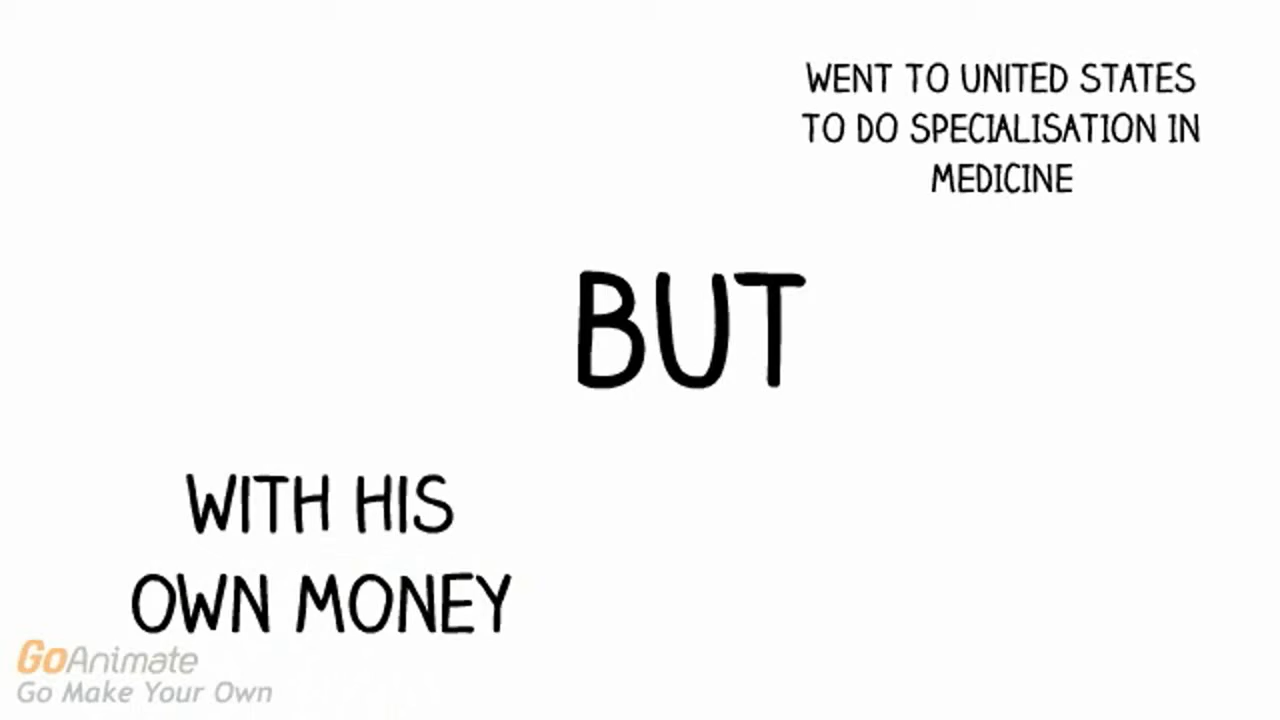 WENT TO UNITED STATES
TO DO SPECIALISATION IN
MEDICINE
BUT
WITH HIS
OWN MONEY
GoAnimate
Go Make Your Own